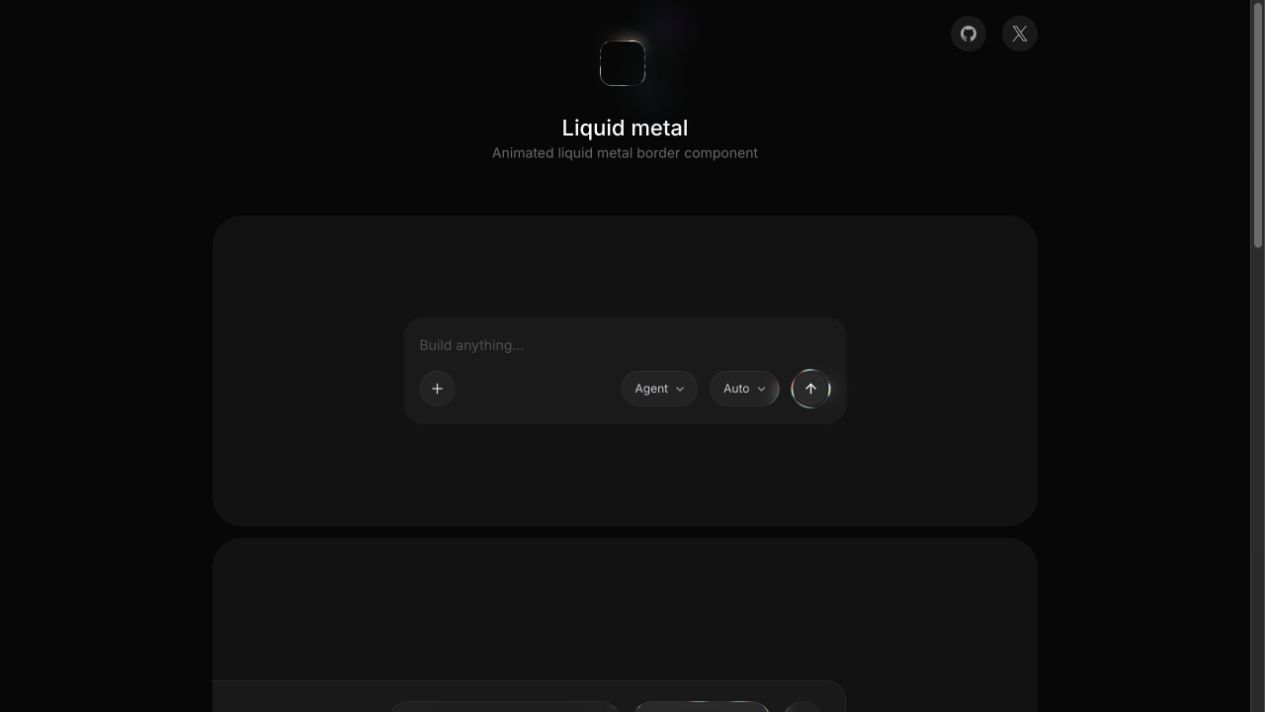 Liquid metal
Animated liquid metal border component
Build anything...
Agent
Auto